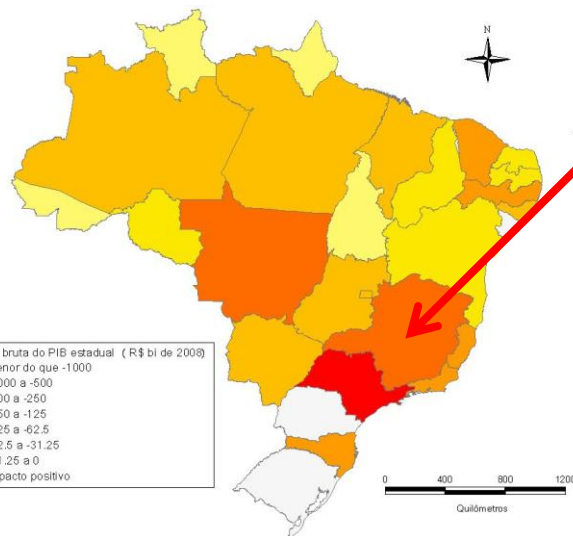 N
bruta do PIB estadual ( R$ bi de 2008)
enor do que -1000
000 a -500
00 a -250
50 a -125
25 a -62.5
2.5 a -31.25
1.25 a 0
pacto positivo
0 400 800 1200
Quilómetros